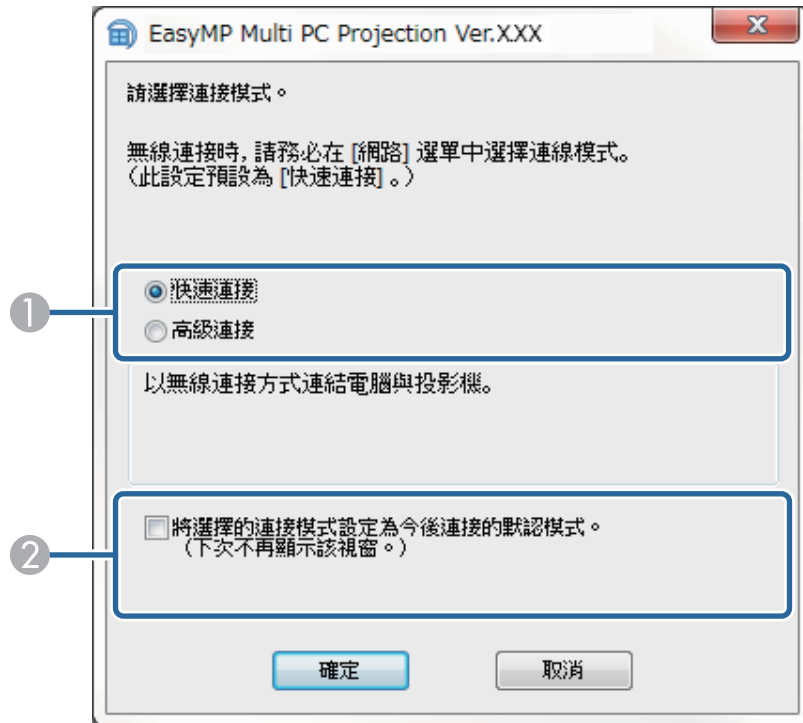 EasyMP Multi PC Projection Ver.X.XX
請選擇連接模式。
無線連接時, 請務必在 [網路] 選單中選擇連線模式。
(此設定預設為 [快速連接] 。)
1
快速連接
高級連接
以無線連接方式連結電腦與投影機。
2
將選擇的連接模式設定為今後連接的默認模式。
(下次不再顯示該視窗。)
確定
取消